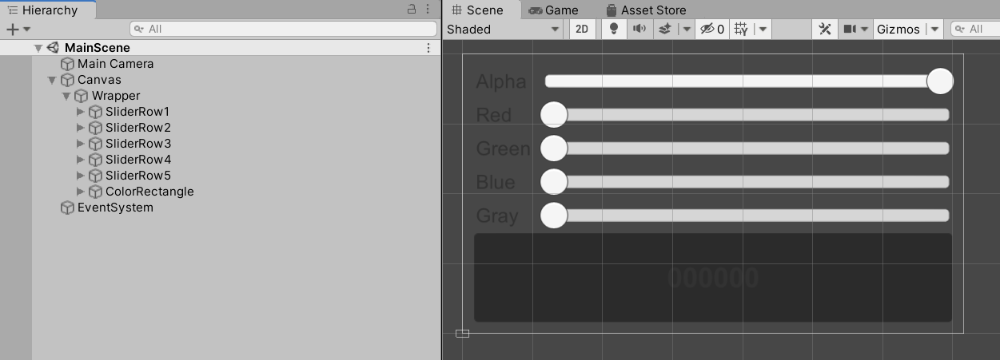 Hierarchy
All
MainScene
Main Camera
Canvas
Wrapper
SliderRow1
SliderRow2
SliderRow3
SliderRow4
SliderRow5
ColorRectangle
EventSystem
Scene Game Asset Store
Shaded 2D 0 Gizmos All
Alpha
Red
Green
Blue
Gray
000000